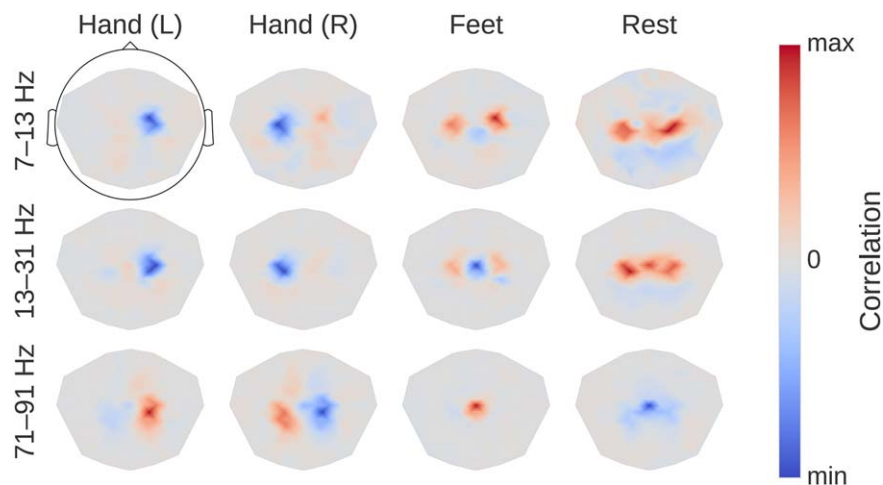 Hand (L) Hand (R) Feet Rest
max
7–13 Hz
13–31 Hz
0
Correlation
71–91 Hz
min